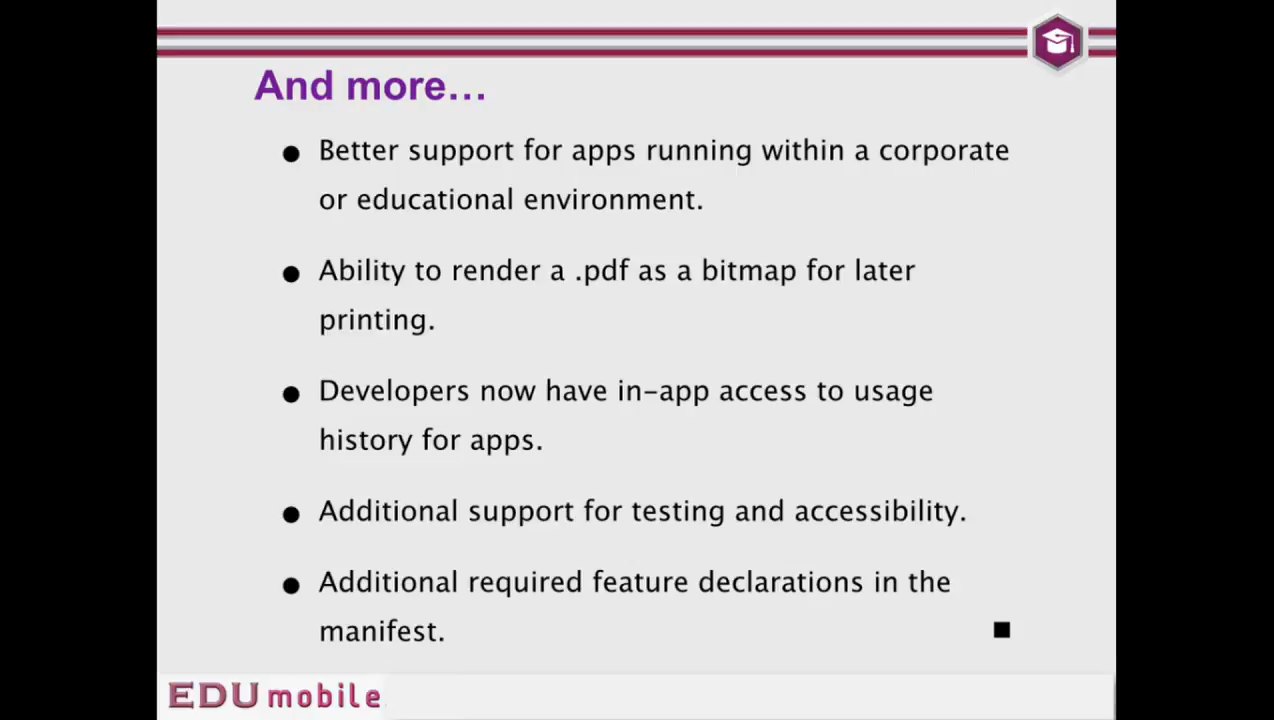 And more…
● Better support for apps running within a corporate
or educational environment.
● Ability to render a .pdf as a bitmap for later
printing.
● Developers now have in-app access to usage
history for apps.
● Additional support for testing and accessibility.
● Additional required feature declarations in the
manifest. ■
EDUmobile